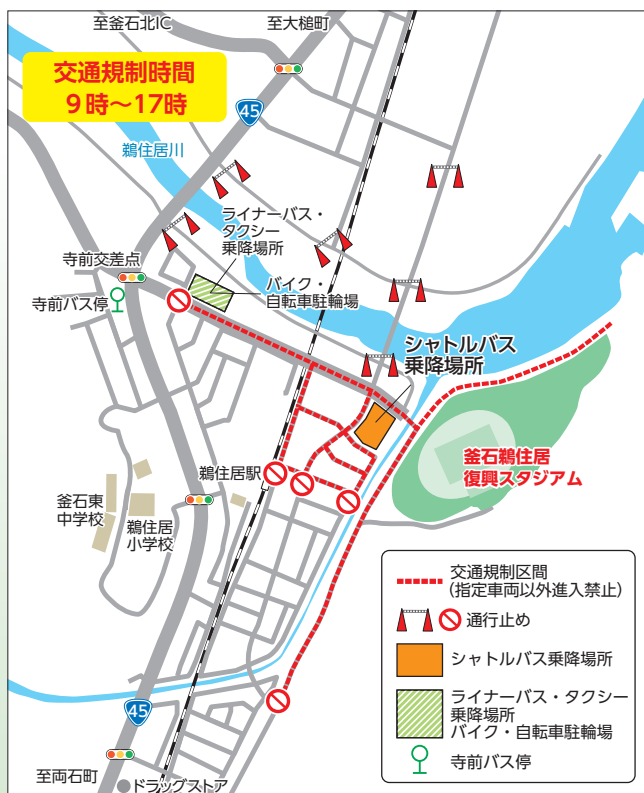 至釜石北IC
至大槌町
交通規制時間
9時～17時
45
鵜住居川
ライナーバス・
タクシー
乗降場所
寺前交差点
バイク・
自転車駐輪場
寺前バス停
シャトルバス
乗降場所
釜石鵜住居
復興スタジアム
鵜住居駅
釜石東
中学校
鵜住居
小学校
交通規制区間
(指定車両以外進入禁止)
通行止め
シャトルバス乗降場所
ライナーバス・タクシー
乗降場所
バイク・自転車駐輪場
寺前バス停
45
至両石町
ドラッグストア